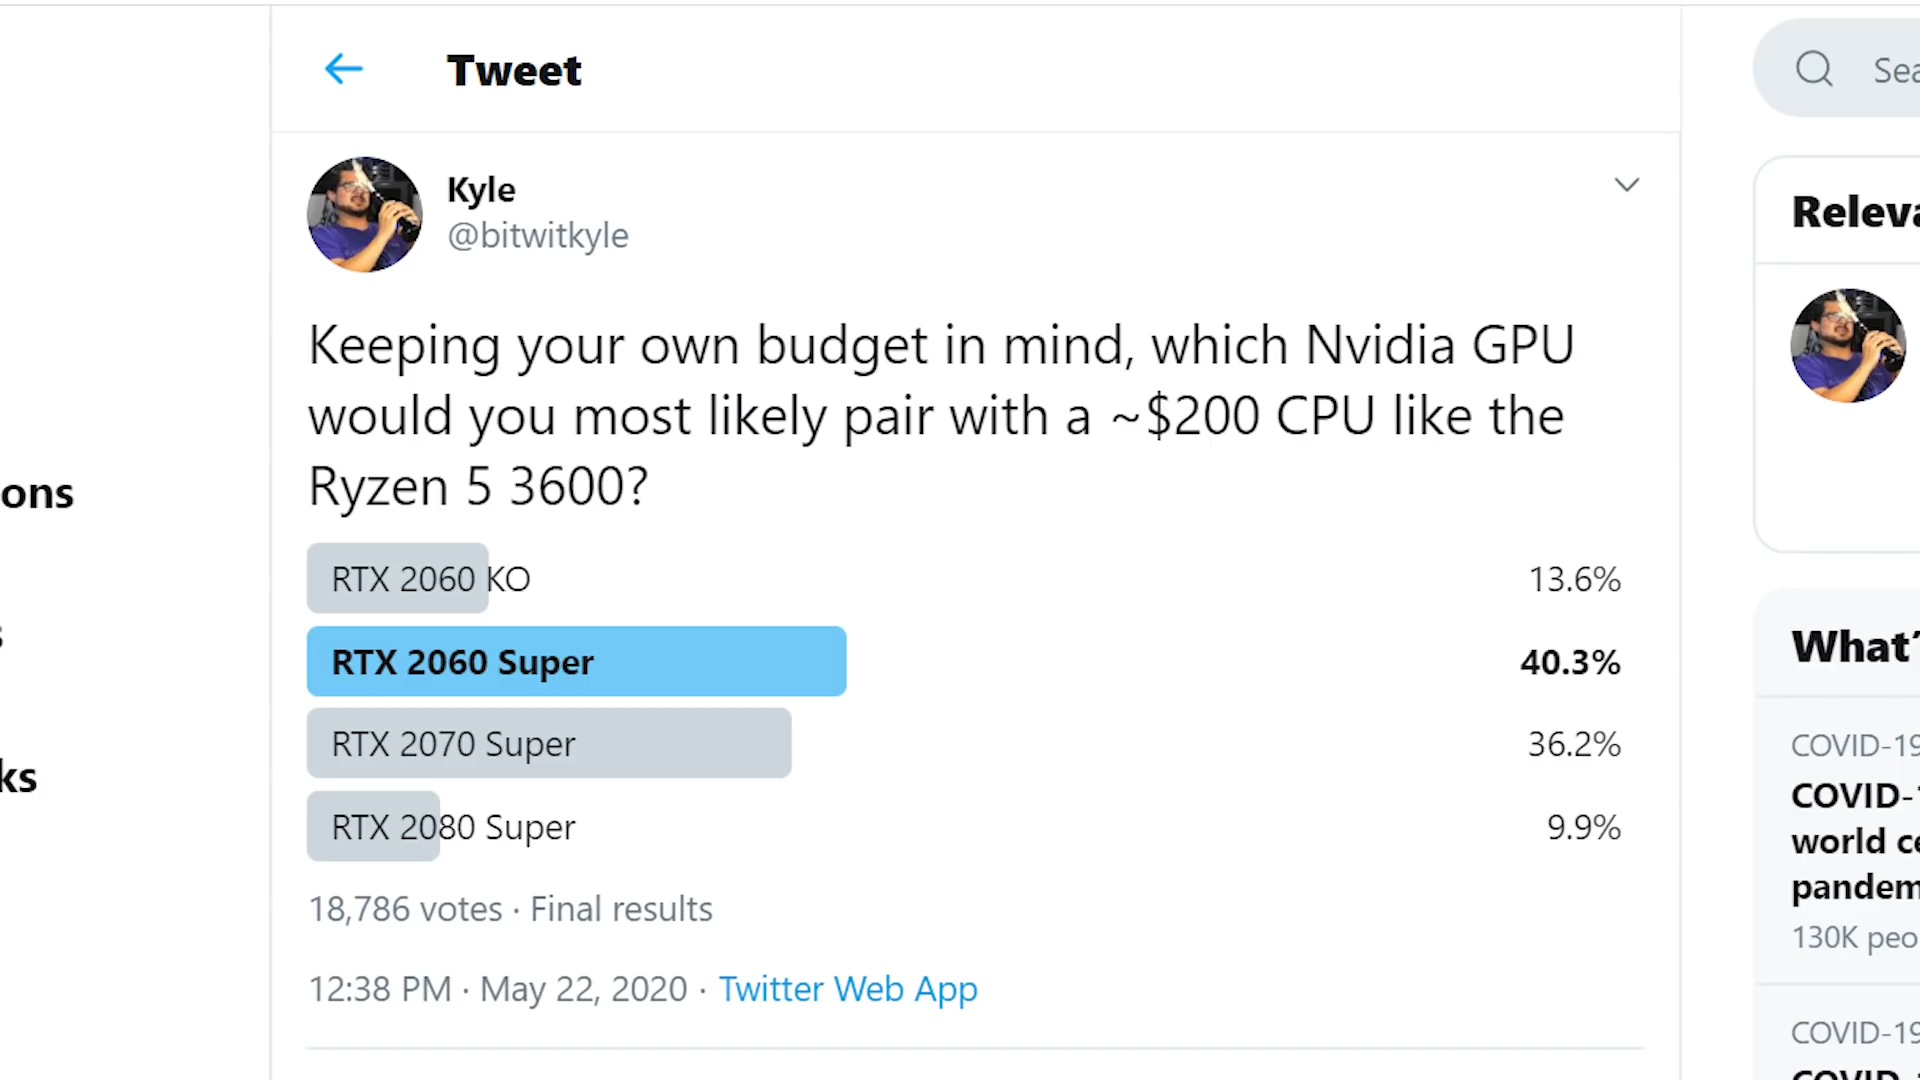 Tweet
Sea
Kyle
@bitwitkyle
Releva
Keeping your own budget in mind, which Nvidia GPU
would you most likely pair with a ~$200 CPU like the
Ryzen 5 3600?
ons
RTX 2060 KO 13.6%
RTX 2060 Super 40.3%
RTX 2070 Super 36.2%
RTX 2080 Super 9.9%
ks
18,786 votes · Final results
12:38 PM · May 22, 2020 · Twitter Web App
What'
COVID-19
COVID-1
world ce
pandem
130K peo
COVID-19